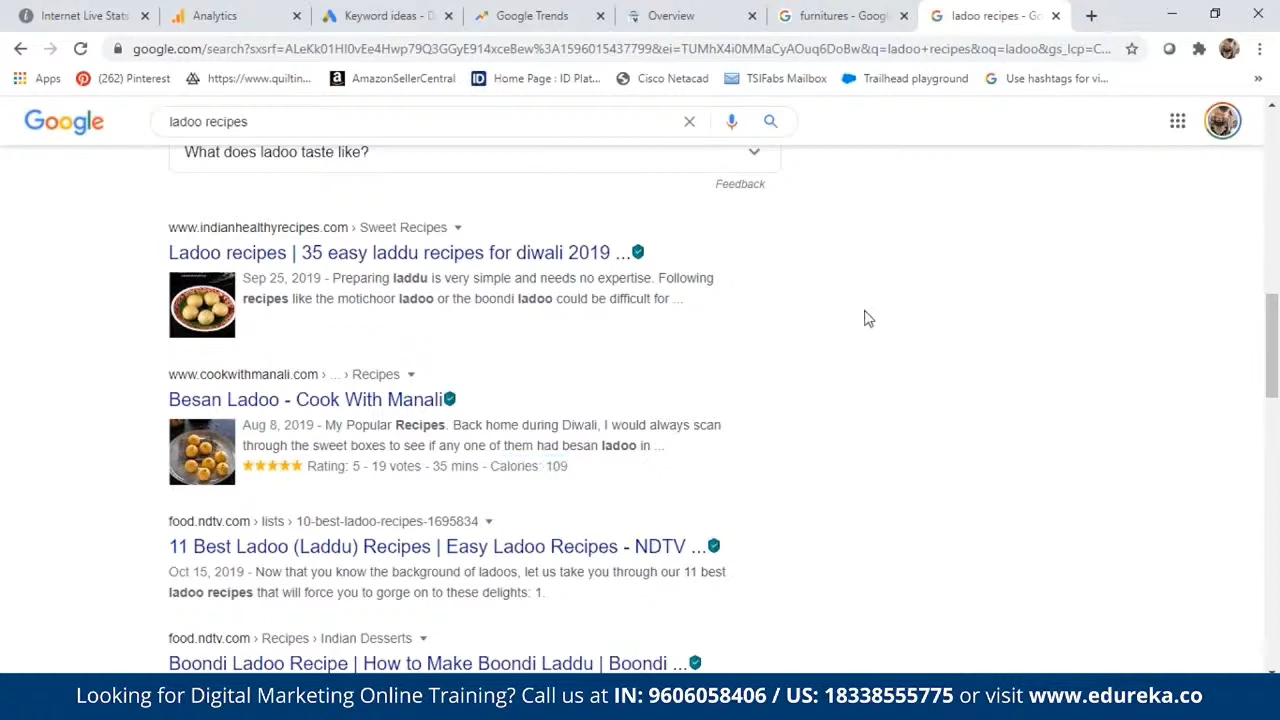 Internet Live Stats
Analytics
Keyword ideas - D
Google Trends
Overview
furnitures - Googl
ladoo recipes - Go
google.com/search?sxsrf=ALeKk01HI0vEe4Hwp79Q3GGyE914xceBew%3A1596015437799&ei=TUMhX4i0MMaCyAOuq6DoBw&q=ladoo+recipes&oq=ladoo&gs_lcp=C...
Apps
(262) Pinterest
https://www.quiltin...
AmazonSellerCentral
Home Page : ID Plat...
Cisco Netacad
TSIFabs Mailbox
Trailhead playground
Use hashtags for vi...
Google
ladoo recipes
What does ladoo taste like?
Feedback
www.indianhealthyrecipes.com › Sweet Recipes
Ladoo recipes | 35 easy laddu recipes for diwali 2019 ...
Sep 25, 2019 - Preparing laddu is very simple and needs no expertise. Following
recipes like the motichoor ladoo or the boondi ladoo could be difficult for ...
www.cookwithmanali.com › ... › Recipes
Besan Ladoo - Cook With Manali
Aug 8, 2019 - My Popular Recipes. Back home during Diwali, I would always scan
through the sweet boxes to see if any one of them had besan ladoo in ...
Rating: 5 - 19 votes - 35 mins - Calories: 109
food.ndtv.com › lists › 10-best-ladoo-recipes-1695834
11 Best Ladoo (Laddu) Recipes | Easy Ladoo Recipes - NDTV ...
Oct 15, 2019 - Now that you know the background of ladoos, let us take you through our 11 best
ladoo recipes that will force you to gorge on to these delights: 1.
food.ndtv.com › Recipes › Indian Desserts
Boondi Ladoo Recipe | How to Make Boondi Laddu | Boondi ...
Looking for Digital Marketing Online Training? Call us at IN: 9606058406 / US: 18338555775 or visit www.edureka.co